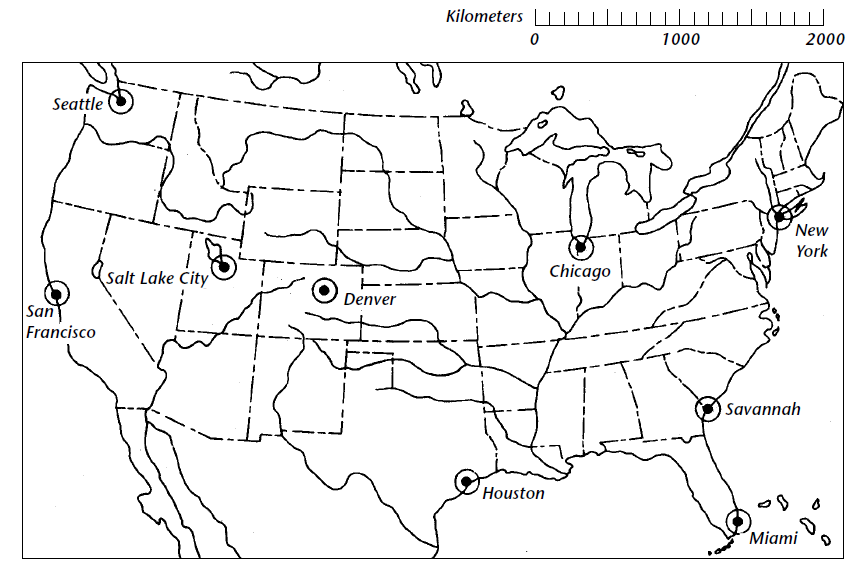 Kilometers
0 1000 2000
Seattle
New
York
Chicago
Salt Lake City
Denver
San
Francisco
Savannah
Houston
Miami